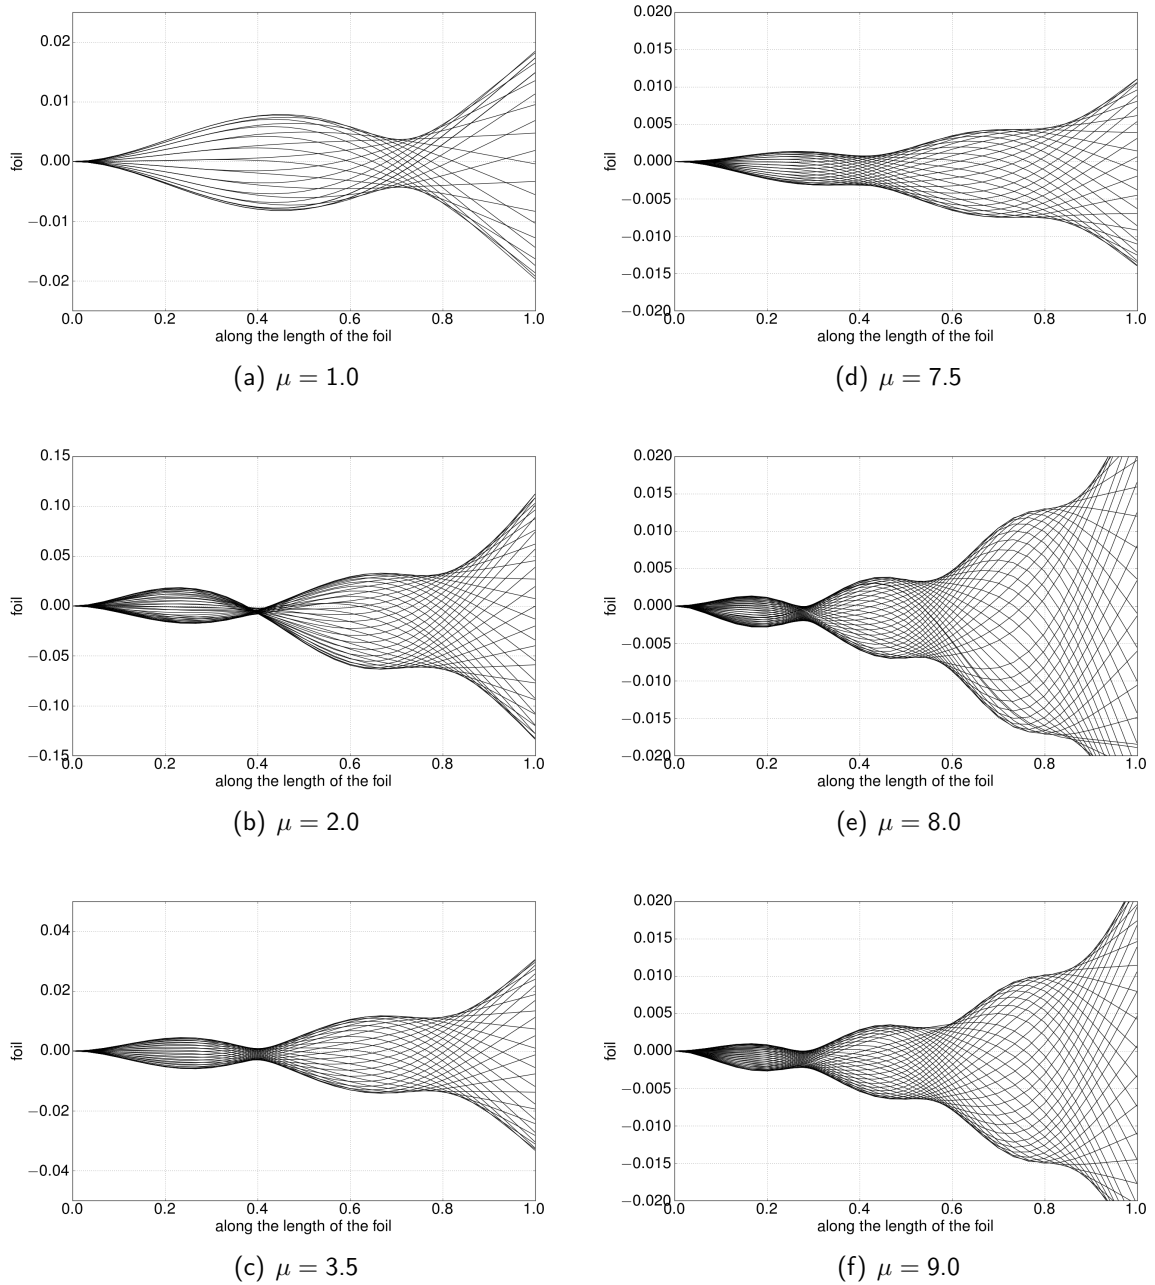 0.02
0.01
0.00
−0.01
−0.02
foil
0.0 0.2 0.4 0.6 0.8 1.0
along the length of the foil
(a) μ = 1.0
0.020
0.015
0.010
0.005
0.000
−0.005
−0.010
−0.015
−0.020
foil
0.0 0.2 0.4 0.6 0.8 1.0
along the length of the foil
(d) μ = 7.5
0.15
0.10
0.05
0.00
−0.05
−0.10
−0.15
foil
0.0 0.2 0.4 0.6 0.8 1.0
along the length of the foil
(b) μ = 2.0
0.020
0.015
0.010
0.005
0.000
−0.005
−0.010
−0.015
−0.020
foil
0.0 0.2 0.4 0.6 0.8 1.0
along the length of the foil
(e) μ = 8.0
0.04
0.02
0.00
−0.02
−0.04
foil
0.0 0.2 0.4 0.6 0.8 1.0
along the length of the foil
(c) μ = 3.5
0.020
0.015
0.010
0.005
0.000
−0.005
−0.010
−0.015
−0.020
foil
0.0 0.2 0.4 0.6 0.8 1.0
along the length of the foil
(f) μ = 9.0